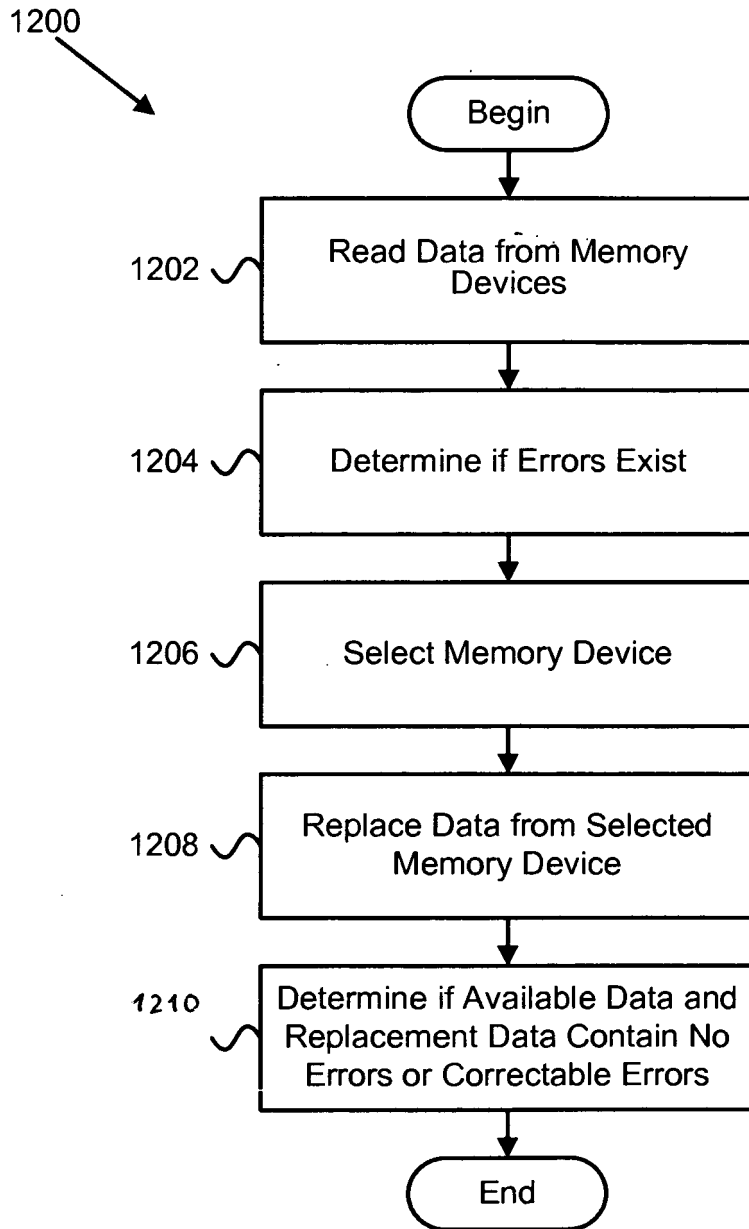 1200
Begin
1202
Read Data from Memory
Devices
1204
Determine if Errors Exist
1206
Select Memory Device
1208
Replace Data from Selected
Memory Device
1210
Determine if Available Data and
Replacement Data Contain No
Errors or Correctable Errors
End